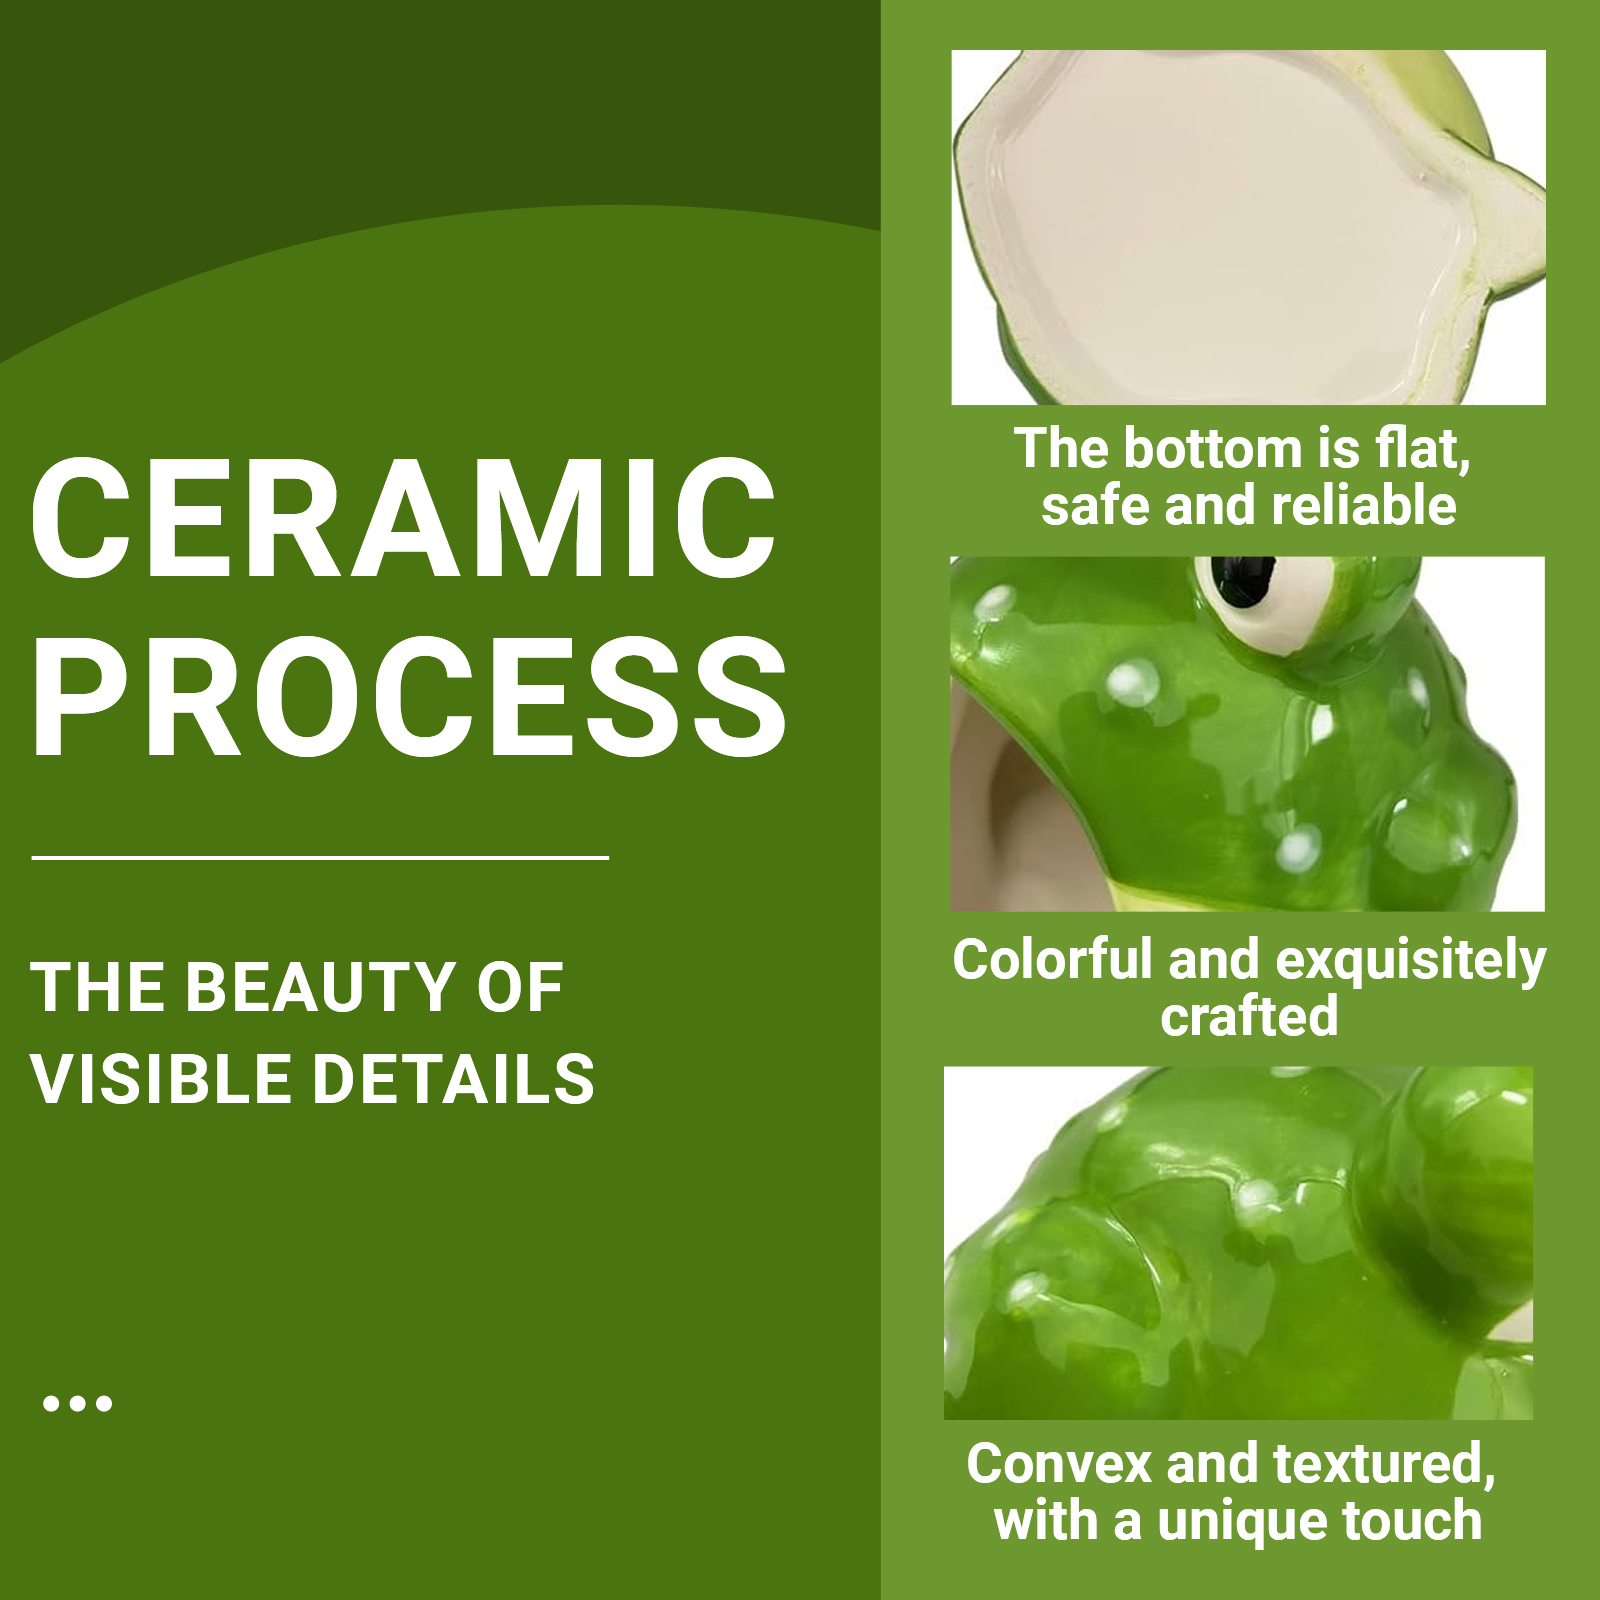 CERAMIC
PROCESS
THE BEAUTY OF
VISIBLE DETAILS
The bottom is flat,
safe and reliable
Colorful and exquisitely
crafted
Convex and textured,
with a unique touch